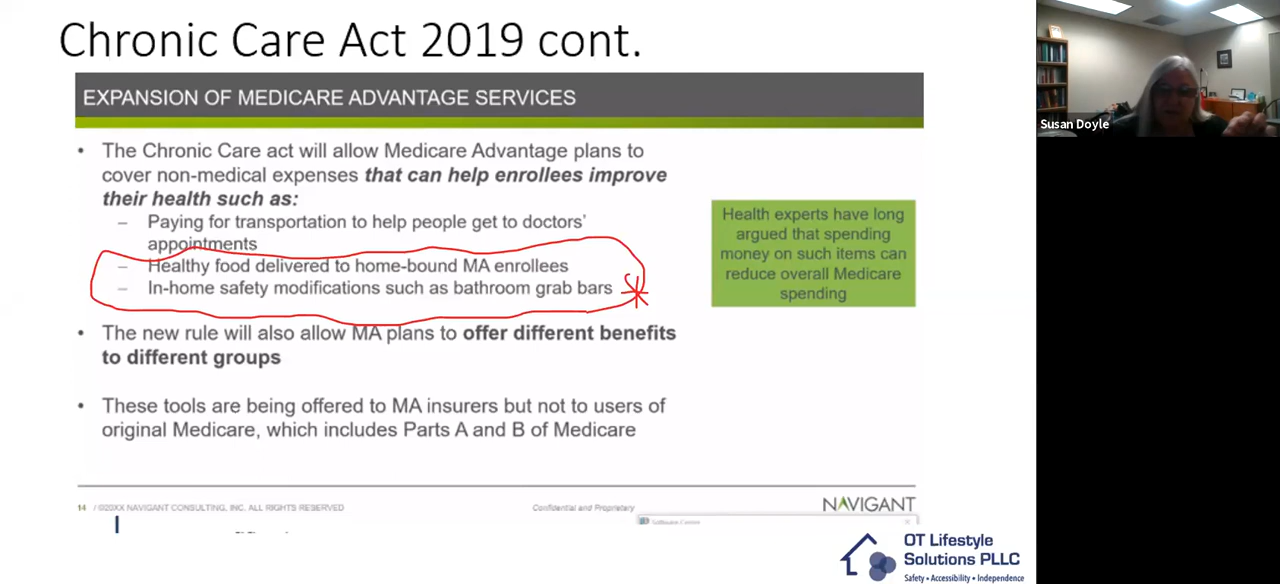 Chronic Care Act 2019 cont.
EXPANSION OF MEDICARE ADVANTAGE SERVICES
• The Chronic Care act will allow Medicare Advantage plans to
cover non-medical expenses that can help enrollees improve
their health such as:
– Paying for transportation to help people get to doctors'
appointments
– Healthy food delivered to home-bound MA enrollees
– In-home safety modifications such as bathroom grab bars
• The new rule will also allow MA plans to offer different benefits
to different groups
• These tools are being offered to MA insurers but not to users of
original Medicare, which includes Parts A and B of Medicare
Health experts have long
argued that spending
money on such items can
reduce overall Medicare
spending
14 / ©20XX NAVIGANT CONSULTING, INC. ALL RIGHTS RESERVED
Confidential and Proprietary
NAVIGANT
Software Center
OT Lifestyle
Solutions PLLC
Safety • Accessibility • Independence
Susan Doyle